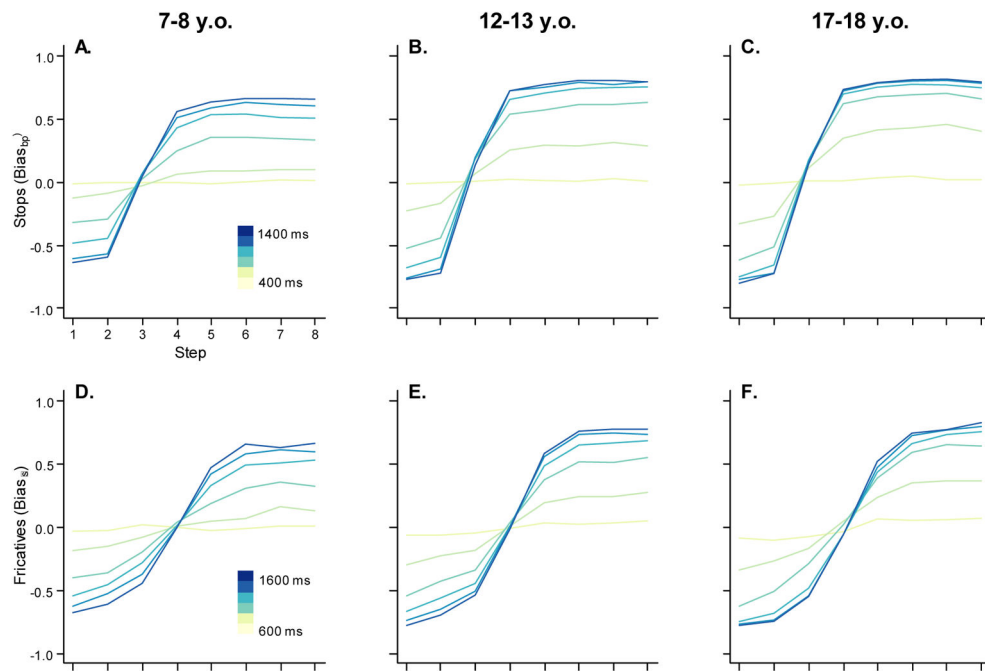 7-8 y.o.
12-13 y.o.
17-18 y.o.
A.
B.
C.
1.0
0.5
0.0
-0.5
-1.0
Stops (Bias bp)
1400 ms
400 ms
1 2 3 4 5 6 7 8
Step
D.
E.
F.
1.0
0.5
0.0
-0.5
-1.0
Fricatives (Bias s)
1600 ms
600 ms